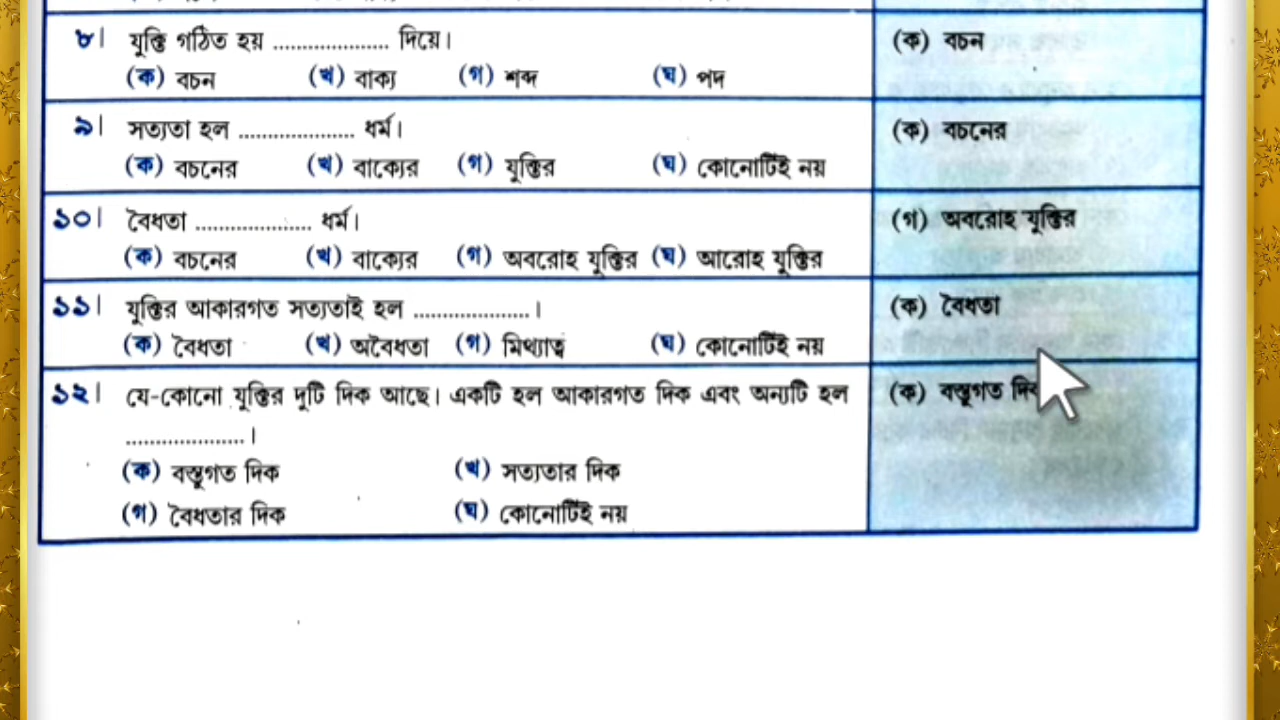 ৮। যুক্তি গঠিত হয় .................... দিয়ে। (ক) বচন
(ক) বচন (খ) বাক্য (গ) শব্দ (ঘ) পদ
৯। সত্যতা হল .................... ধর্ম। (ক) বচনের
(ক) বচনের (খ) বাক্যের (গ) যুক্তির (ঘ) কোনোটিই নয়
১০। বৈধতা .................... ধর্ম। (গ) অবরোহ যুক্তির
(ক) বচনের (খ) বাক্যের (গ) অবরোহ যুক্তির (ঘ) আরোহ যুক্তির
১১। যুক্তির আকারগত সত্যতাই হল ....................। (ক) বৈধতা
(ক) বৈধতা (খ) অবৈধতা (গ) মিথ্যাত্ব (ঘ) কোনোটিই নয়
১২। যে-কোনো যুক্তির দুটি দিক আছে। একটি হল আকারগত দিক এবং অন্যটি হল (ক) বস্তুগত
....................।
(ক) বস্তুগত দিক (খ) সত্যতার দিক
(গ) বৈধতার দিক (ঘ) কোনোটিই নয়